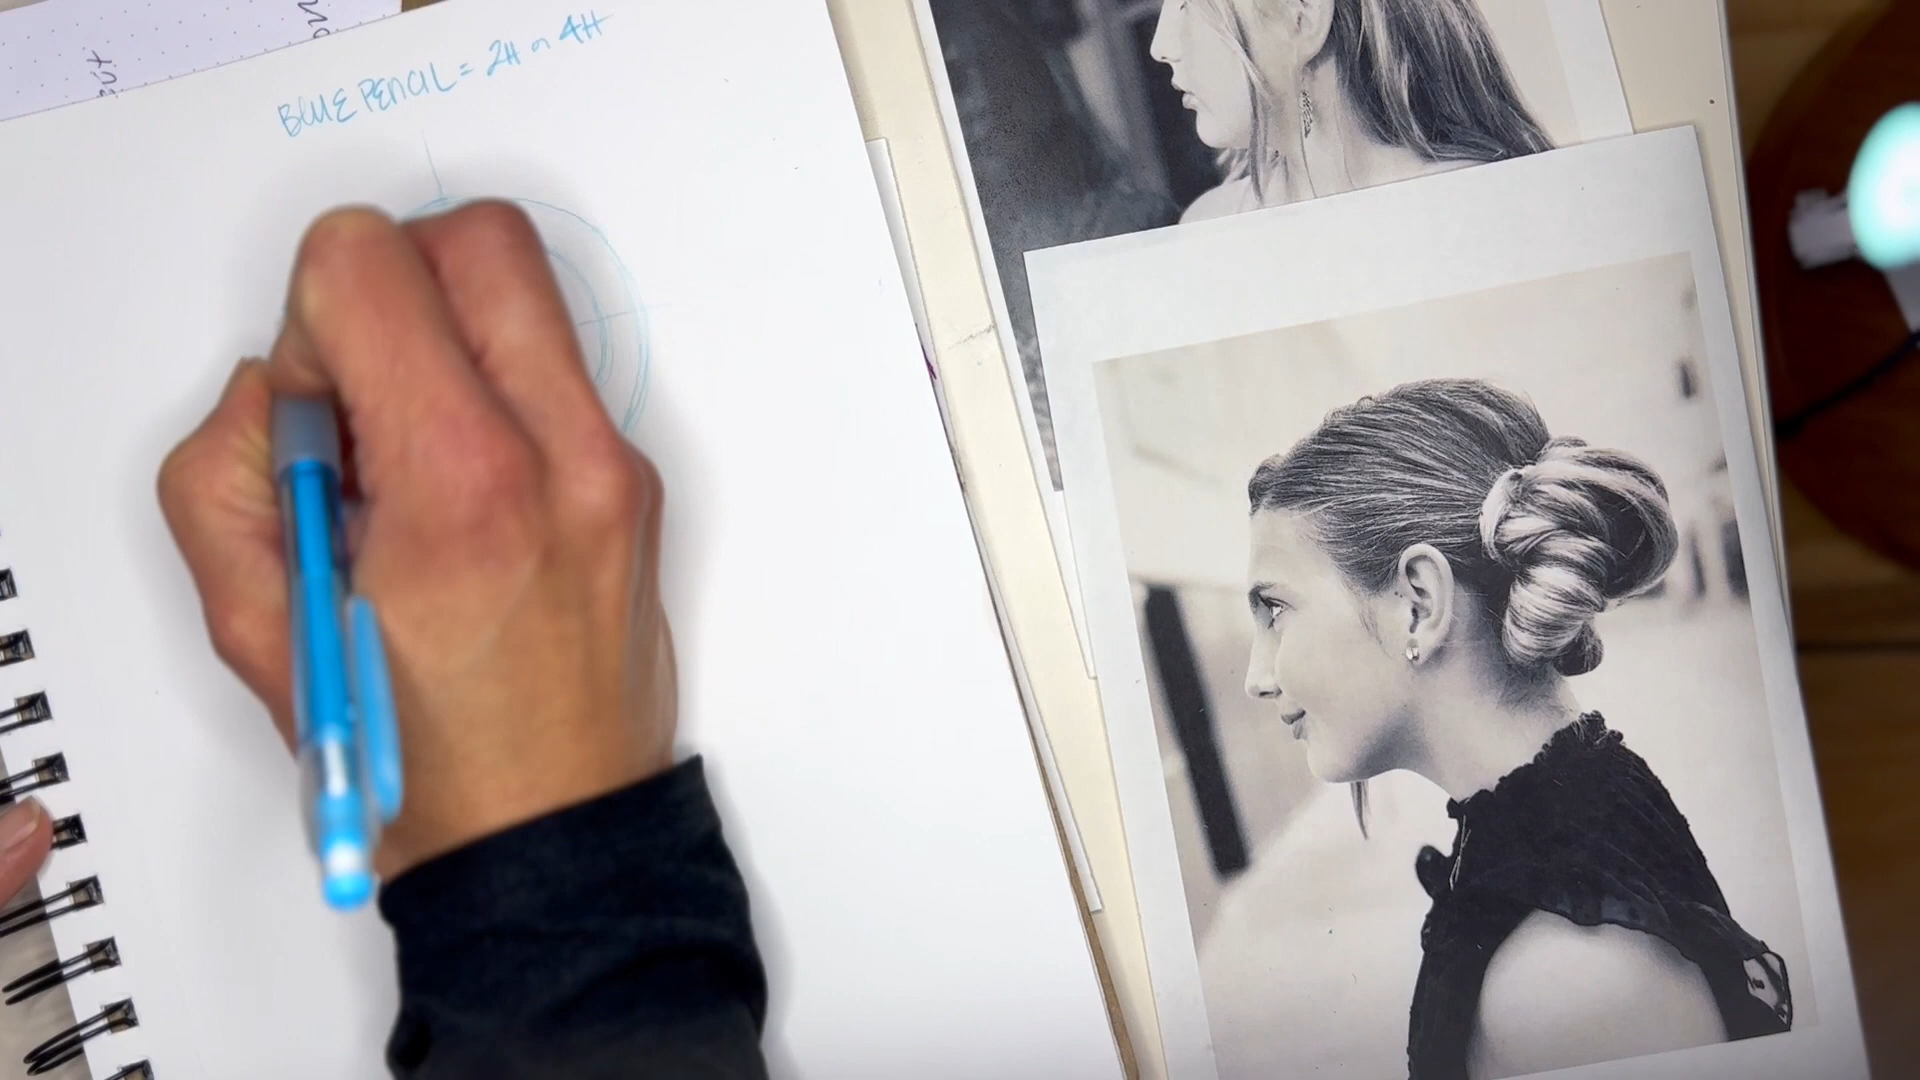 BLUE PENCIL = 2H or 4H